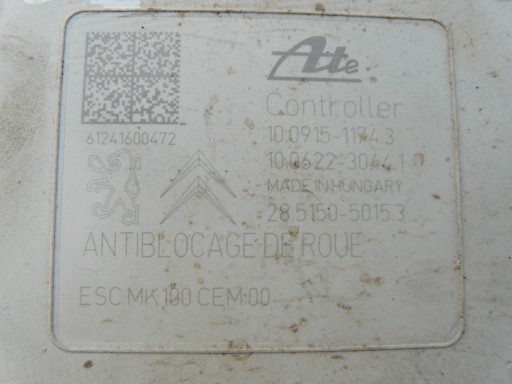 Ate
Controller
61241600472
10.0915-1174.3
10.0622-3044.1
MADE IN HUNGARY
28.5150-5015.3
ANTIBLOCAGE DE ROUE
ESC MK100 CEM:00